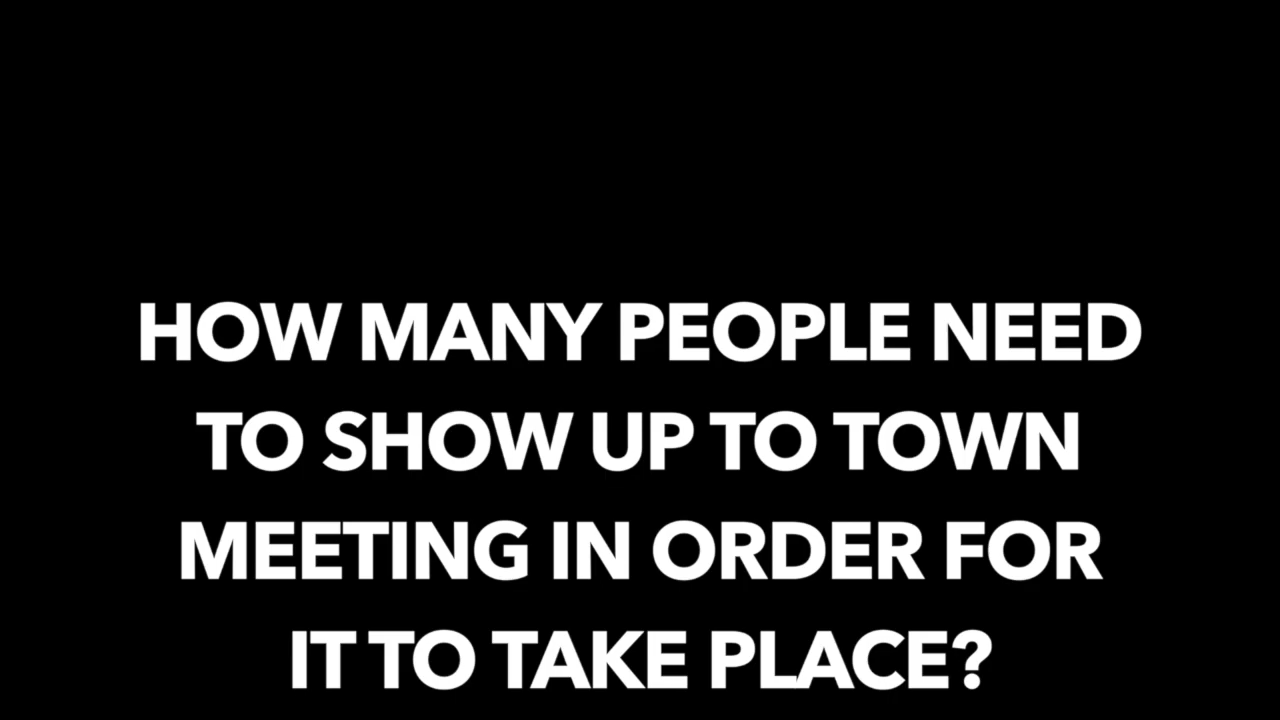 HOW MANY PEOPLE NEED
TO SHOW UP TO TOWN
MEETING IN ORDER FOR
IT TO TAKE PLACE?